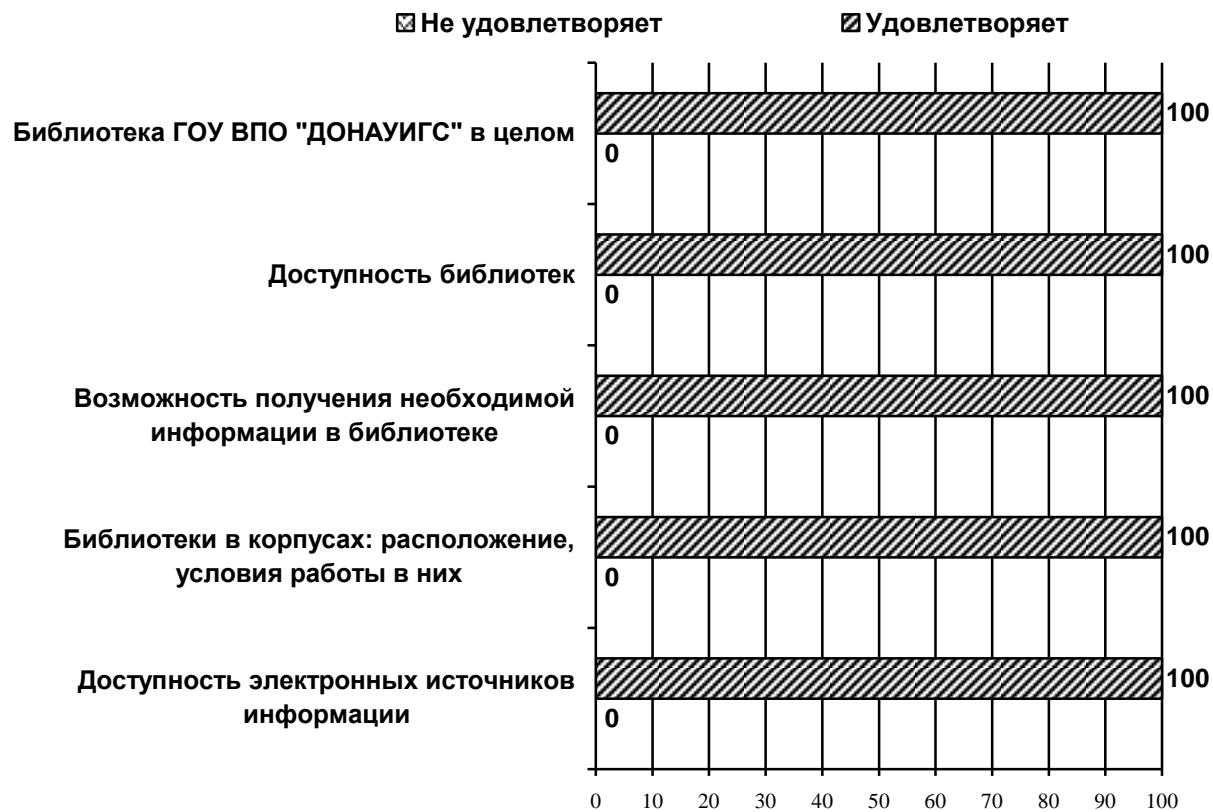 Не удовлетворяет Удовлетворяет
Библиотека ГОУ ВПО "ДОНАУИГС" в целом
100
0
Доступность библиотек
100
0
Возможность получения необходимой
информации в библиотеке
100
0
Библиотеки в корпусах: расположение,
условия работы в них
100
0
Доступность электронных источников
информации
100
0
0 10 20 30 40 50 60 70 80 90 100